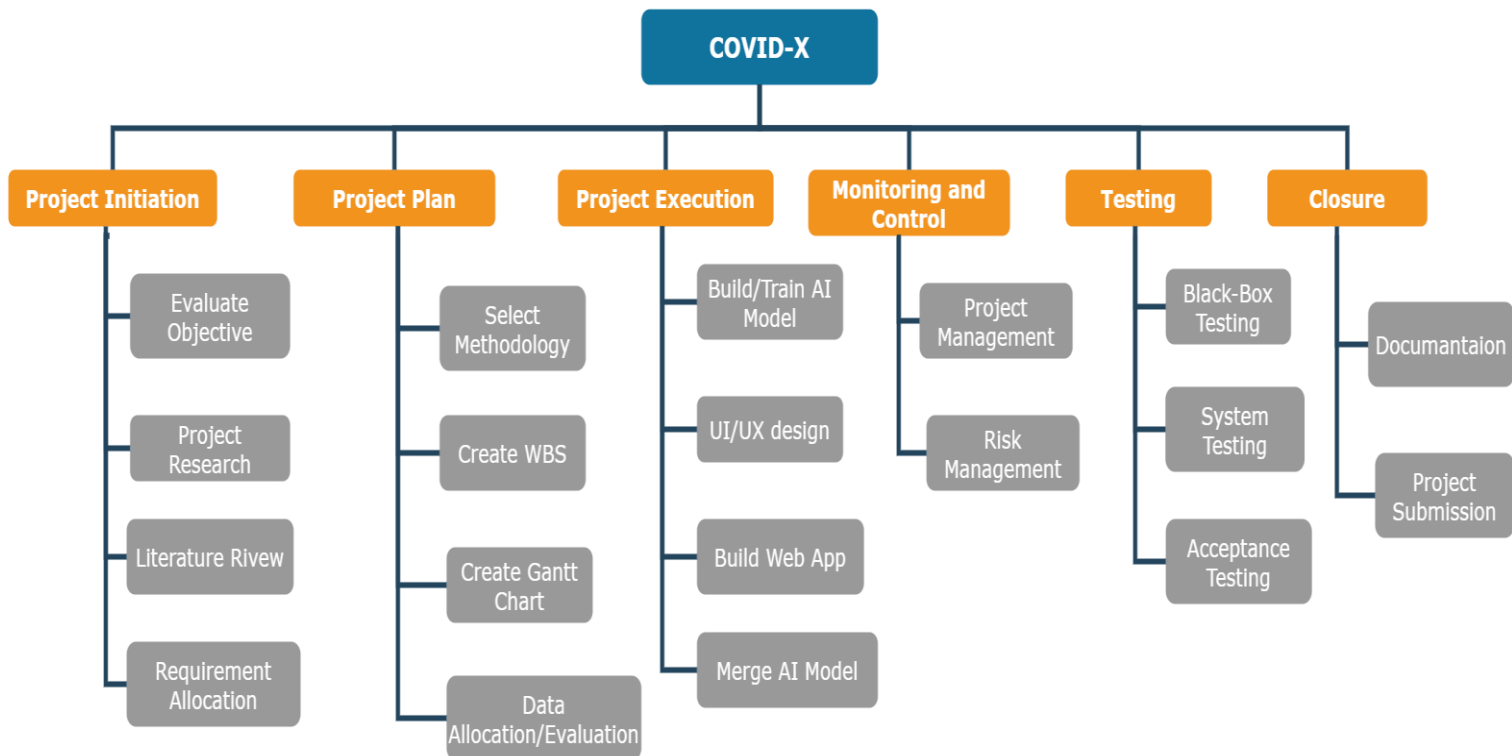 COVID-X
Project Initiation
Evaluate
Objective
Project
Research
Literature Rivew
Requirement
Allocation
Project Plan
Select
Methodology
Create WBS
Create Gantt
Chart
Data
Allocation/Evaluation
Project Execution
Build/Train AI
Model
UI/UX design
Build Web App
Merge AI Model
Monitoring and
Control
Project
Management
Risk
Management
Testing
Black-Box
Testing
System
Testing
Acceptance
Testing
Closure
Documantaion
Project
Submission